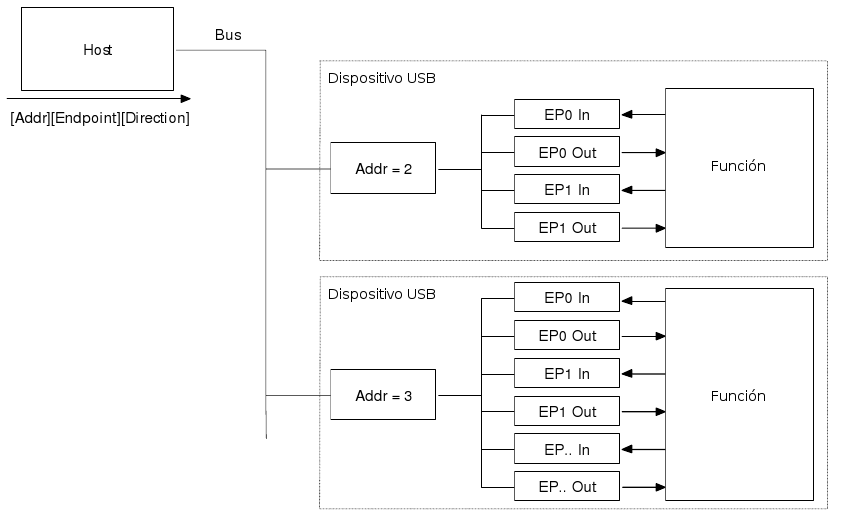 Host
Bus
[Addr][Endpoint][Direction]
Dispositivo USB
Addr = 2
EP0 In
EP0 Out
EP1 In
EP1 Out
Función
Dispositivo USB
Addr = 3
EP0 In
EP0 Out
EP1 In
EP1 Out
EP.. In
EP.. Out
Función